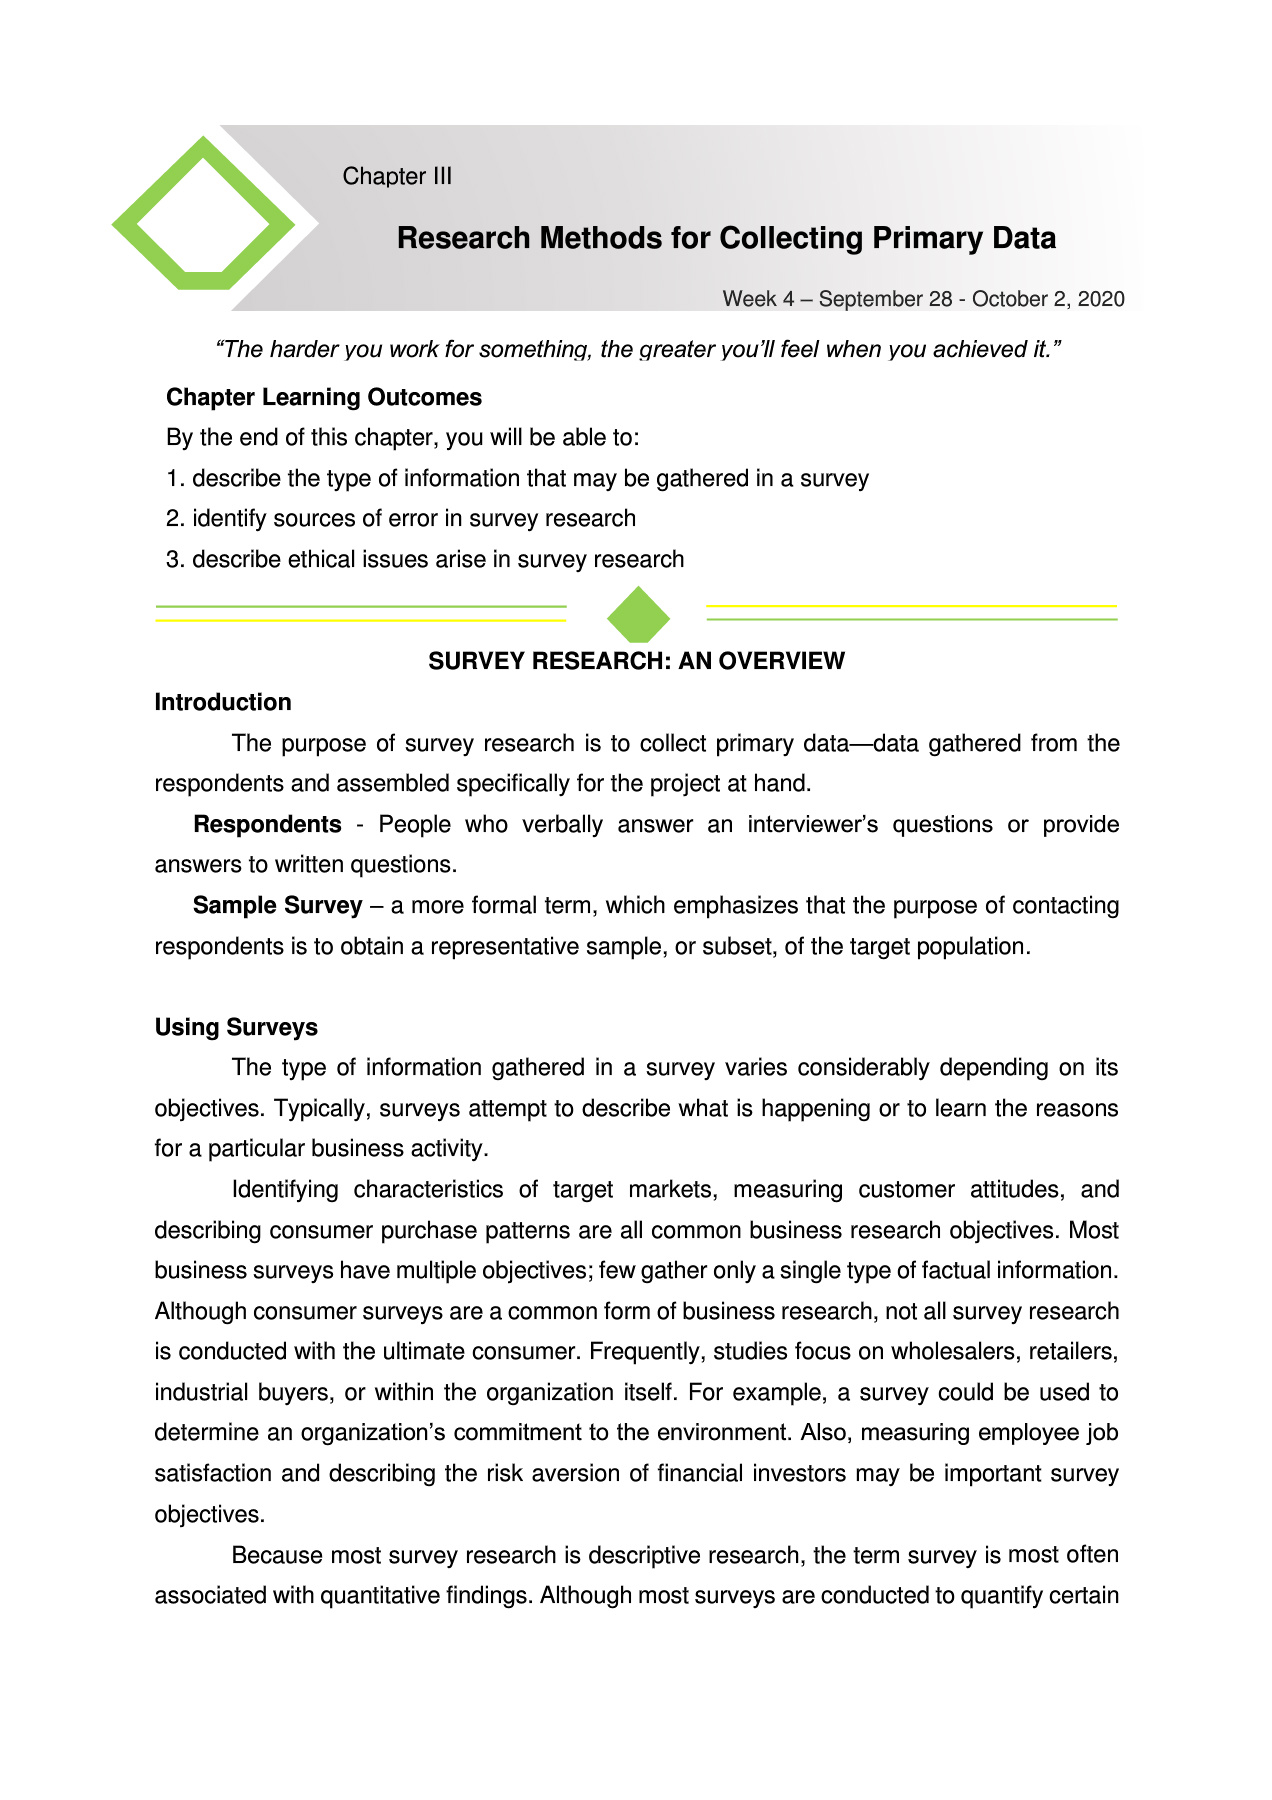 Chapter III
Research Methods for Collecting Primary Data
Week 4 – September 28 - October 2, 2020
“The harder you work for something, the greater you’ll feel when you achieved it.”
Chapter Learning Outcomes
By the end of this chapter, you will be able to:
1. describe the type of information that may be gathered in a survey
2. identify sources of error in survey research
3. describe ethical issues arise in survey research
SURVEY RESEARCH: AN OVERVIEW
Introduction
The purpose of survey research is to collect primary data—data gathered from the
respondents and assembled specifically for the project at hand.
Respondents - People who verbally answer an interviewer’s questions or provide
answers to written questions.
Sample Survey – a more formal term, which emphasizes that the purpose of contacting
respondents is to obtain a representative sample, or subset, of the target population.
Using Surveys
The type of information gathered in a survey varies considerably depending on its
objectives. Typically, surveys attempt to describe what is happening or to learn the reasons
for a particular business activity.
Identifying characteristics of target markets, measuring customer attitudes, and
describing consumer purchase patterns are all common business research objectives. Most
business surveys have multiple objectives; few gather only a single type of factual information.
Although consumer surveys are a common form of business research, not all survey research
is conducted with the ultimate consumer. Frequently, studies focus on wholesalers, retailers,
industrial buyers, or within the organization itself. For example, a survey could be used to
determine an organization’s commitment to the environment. Also, measuring employee job
satisfaction and describing the risk aversion of financial investors may be important survey
objectives.
Because most survey research is descriptive research, the term survey is most often
associated with quantitative findings. Although most surveys are conducted to quantify certain